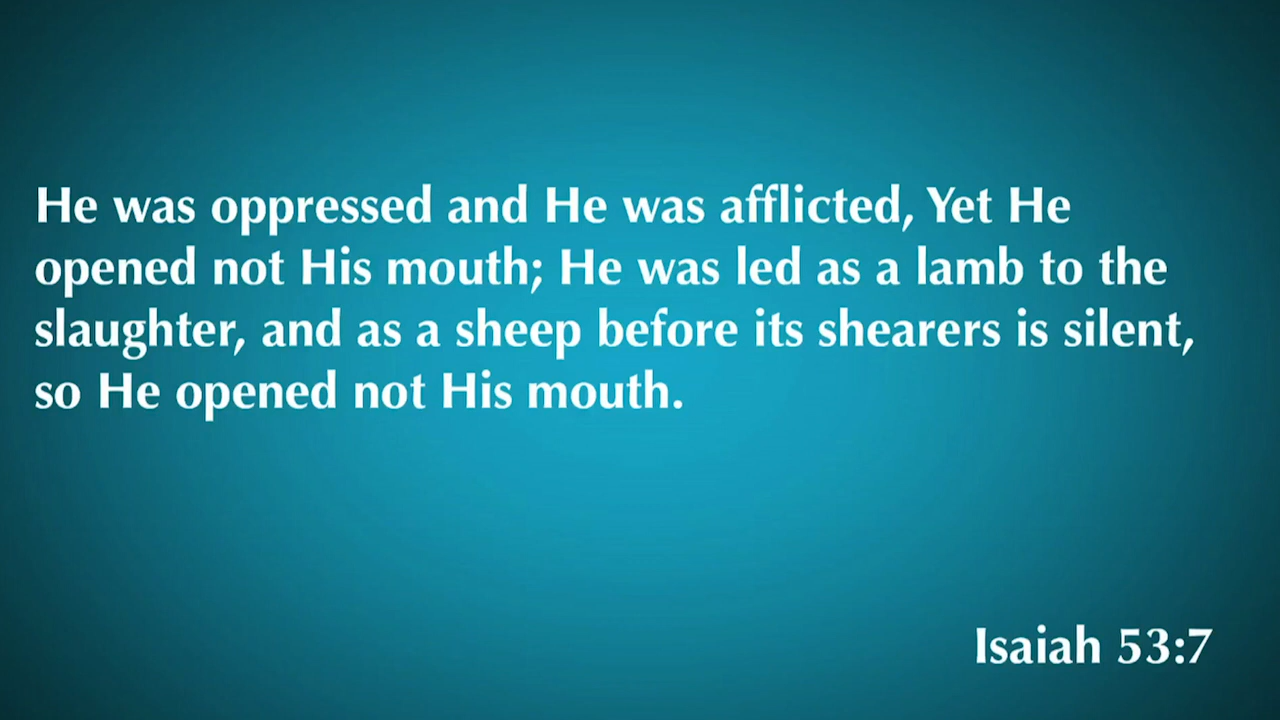 He was oppressed and He was afflicted, Yet He
opened not His mouth; He was led as a lamb to the
slaughter, and as a sheep before its shearers is silent,
so He opened not His mouth.
Isaiah 53:7